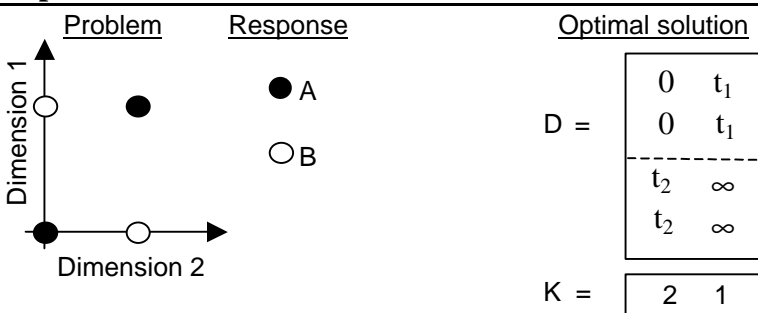 Problem
Response
Optimal solution
Dimension 1
A
B
Dimension 2
D =
0 t₁
0 t₁
t₂ ∞
t₂ ∞
K =
2 1